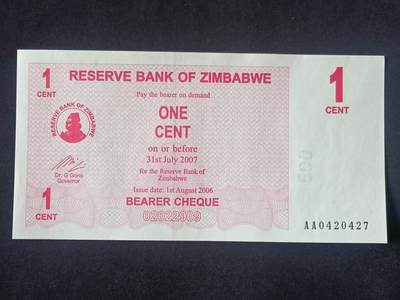 1 CENT
RESERVE BANK OF ZIMBABWE
Pay the bearer on demand
1 CENT
ONE
CENT
RESERVE BANK OF ZIMBABWE
on or before
31st July 2007
for the Reserve Bank of
Zimbabwe
Dr. G Gono
Governor
Issue date: 1st August 2006
1 CENT
BEARER CHEQUE
AA0420427